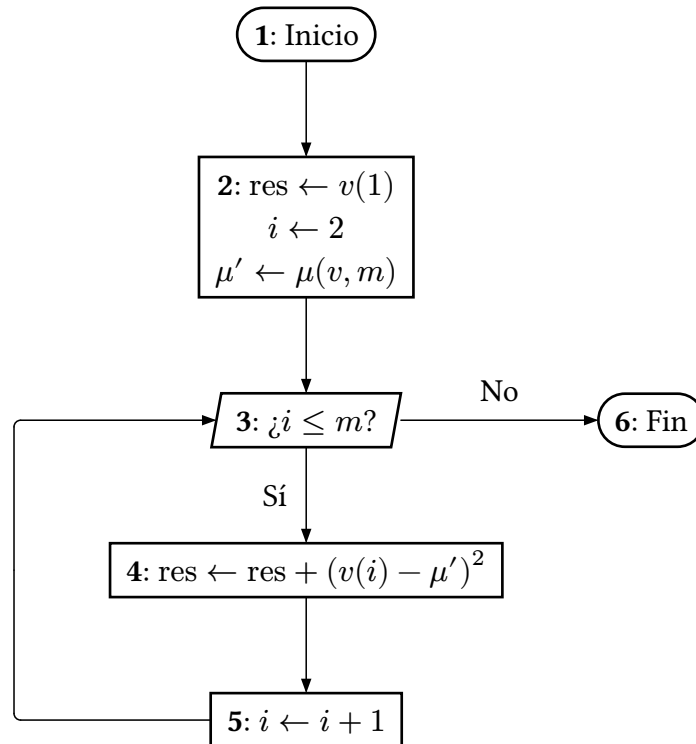 1: Inicio
2: res ← v(1)
i ← 2
μ′ ← μ(v, m)
3: ¿i ≤ m?
No
6: Fin
Sí
4: res ← res + (v(i) − μ′)²
5: i ← i + 1